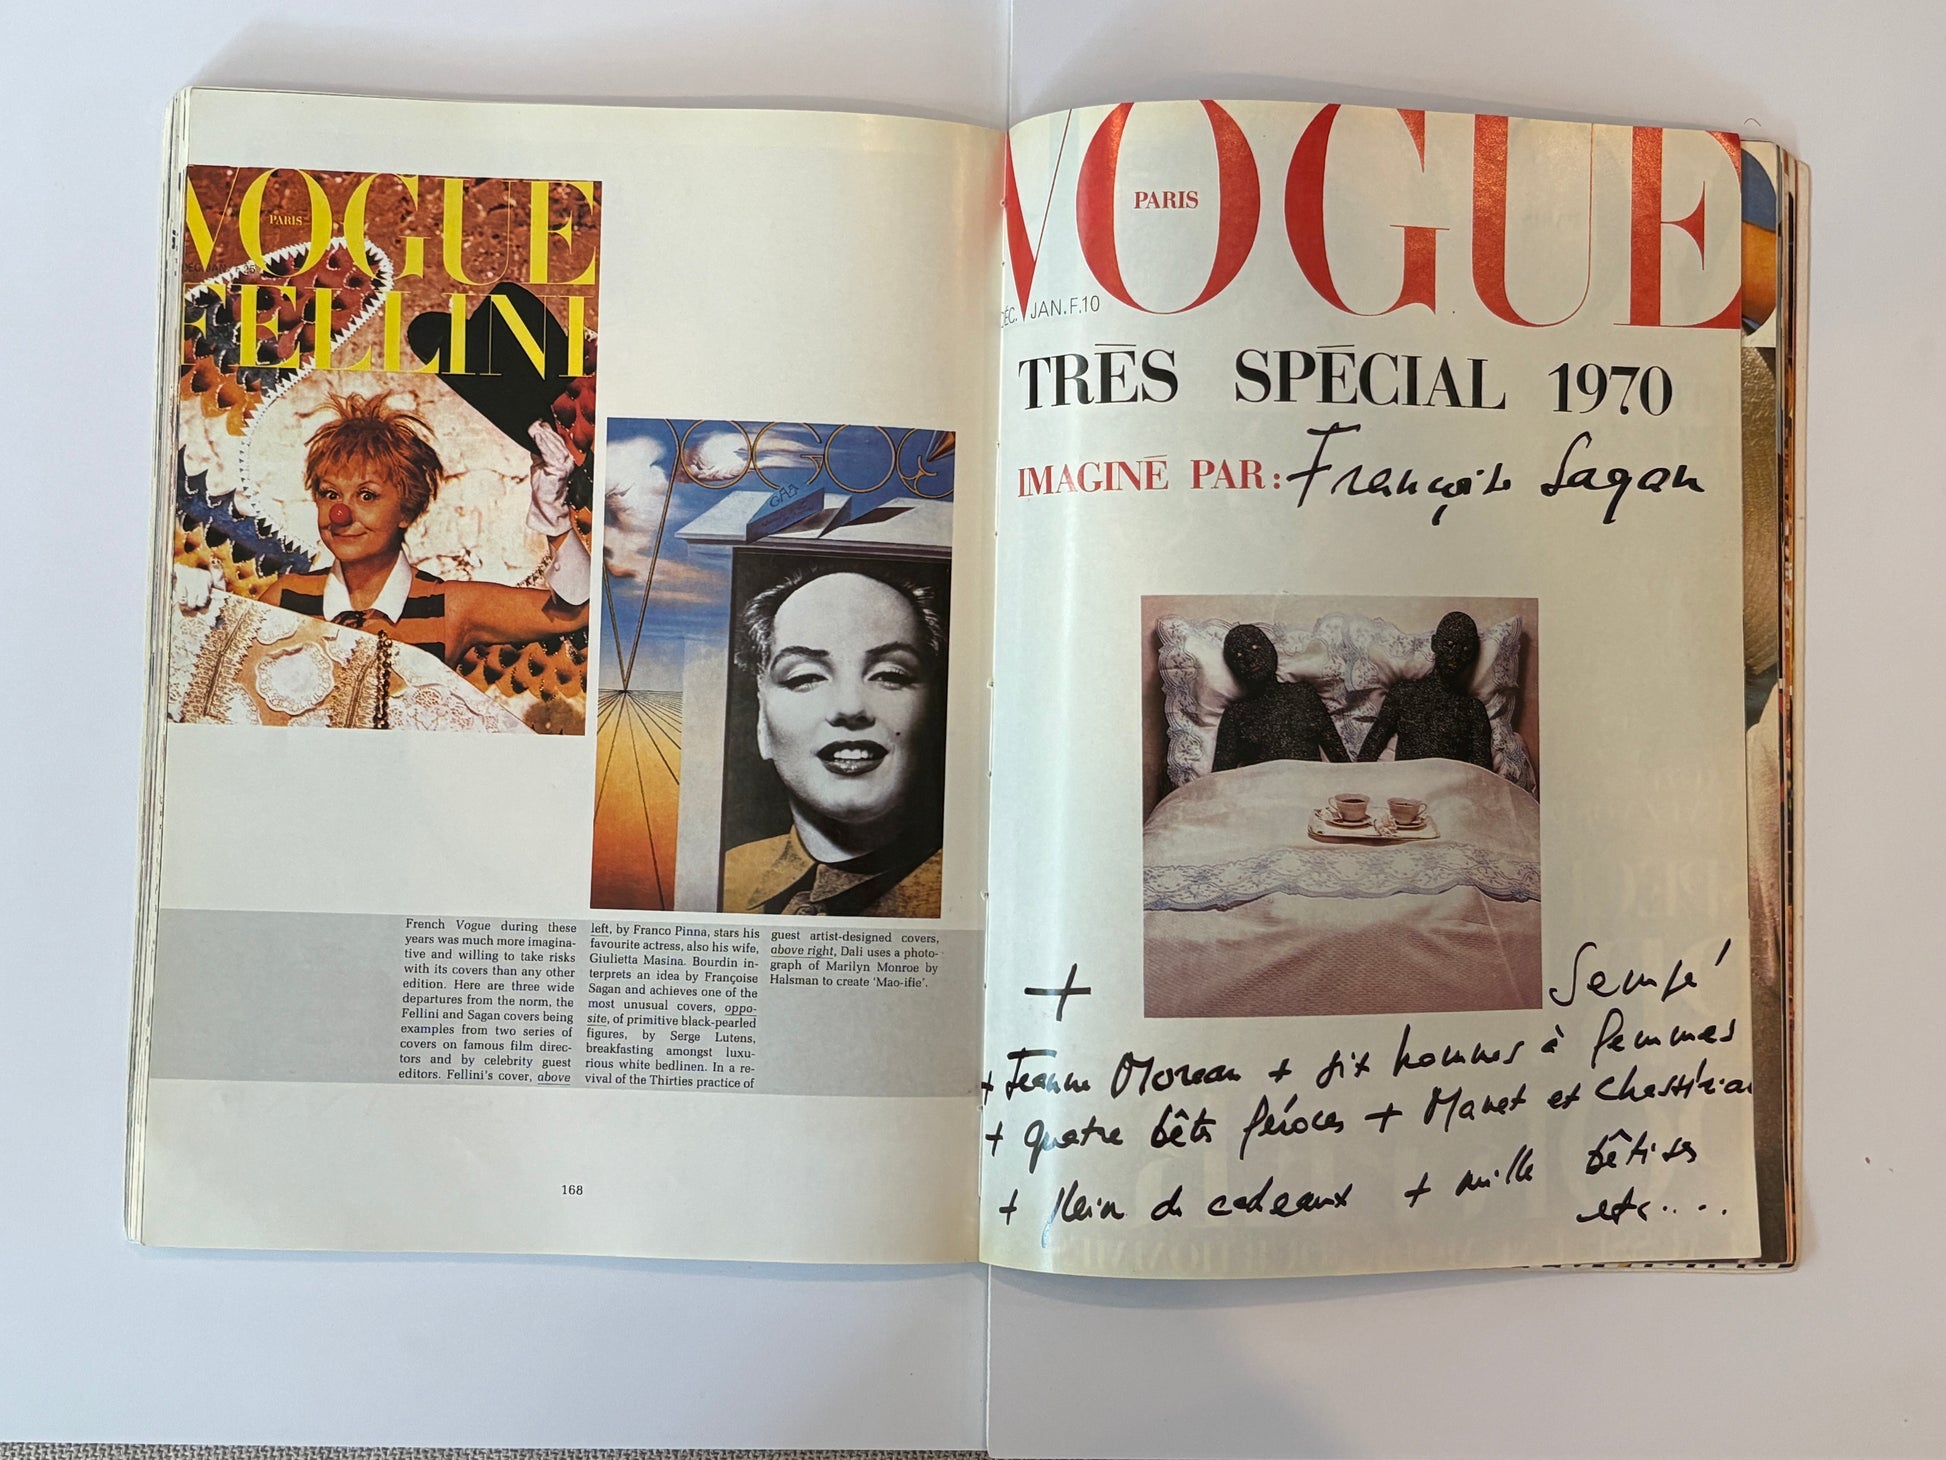 VOGUE
PARIS
FELLINI
French Vogue during these
years was much more imagina-
tive and willing to take risks
with its covers than any other
edition. Here are three wide
departures from the norm, the
Fellini and Sagan covers being
examples from two series of
covers on famous film direc-
tors and by celebrity guest
editors. Fellini's cover, above
left, by Franco Pinna, stars his
favourite actress, also his wife,
Giulietta Masina. Bourdin in-
terprets an idea by Françoise
Sagan and achieves one of the
most unusual covers, oppo-
site, of primitive black-pearled
figures, by Serge Lutens,
breakfasting amongst luxu-
rious white bedlinen. In a re-
vival of the Thirties practice of
guest artist-designed covers,
above right, Dali uses a photo-
graph of Marilyn Monroe by
Halsman to create 'Mao-ifie'.
168
VOGUE
PARIS
DÉC. JAN.F.10
TRĒS SPĒCIAL 1970
IMAGINĒ PAR: Françoise Sagan
+ Sempé
+ Jeanne Moreau + six hommes à femmes
+ quatre bêtes féroces + Manet et
+ plein de cadeaux + mille bêtises
etc....